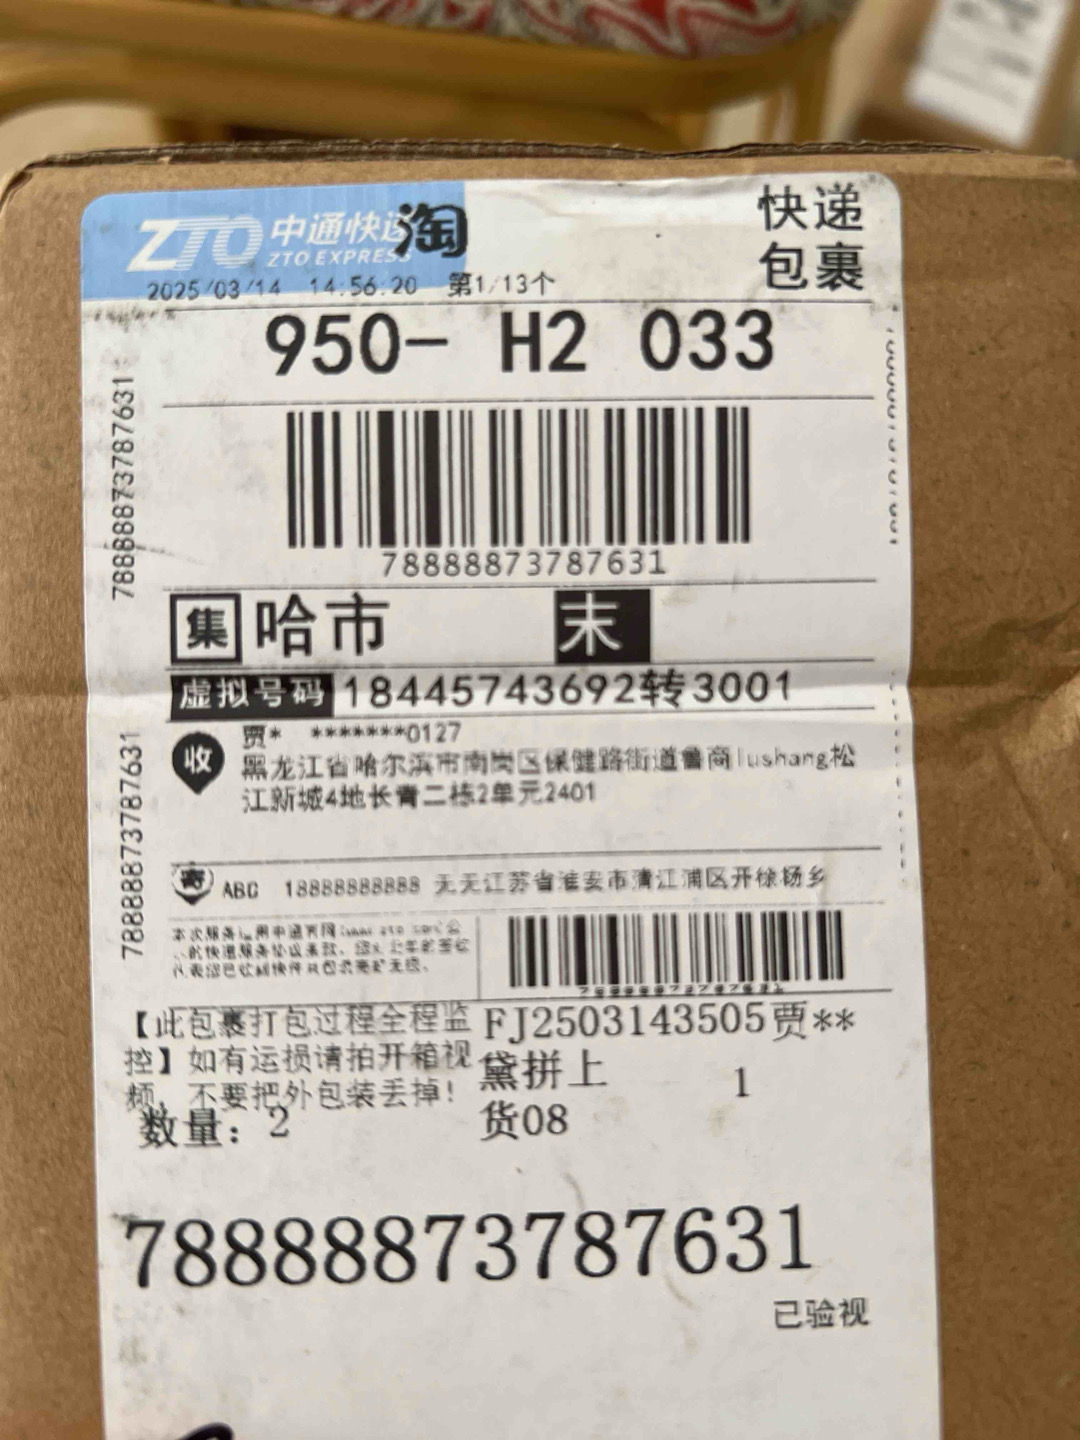 ZTO 中通快递 淘
ZTO EXPRESS
快递
包裹
2025/03/14 14:56:20 第1/13个
950- H2 033
78888873787631
78888873787631
集 哈市 末
虚拟号码 18445743692转3001
收 贾* *******0127
黑龙江省哈尔滨市南岗区保健路街道鲁商lushang松
江新城4地长青二栋2单元2401
78888873787631
寄 ABC 18888888888 无无江苏省淮安市清江浦区开徐杨乡
78888873787631
【此包裹打包过程全程监
控】如有运损请拍开箱视
频，不要把外包装丢掉！
数量：2
FJ2503143505贾**
黛拼上
货08
1
78888873787631
已验视